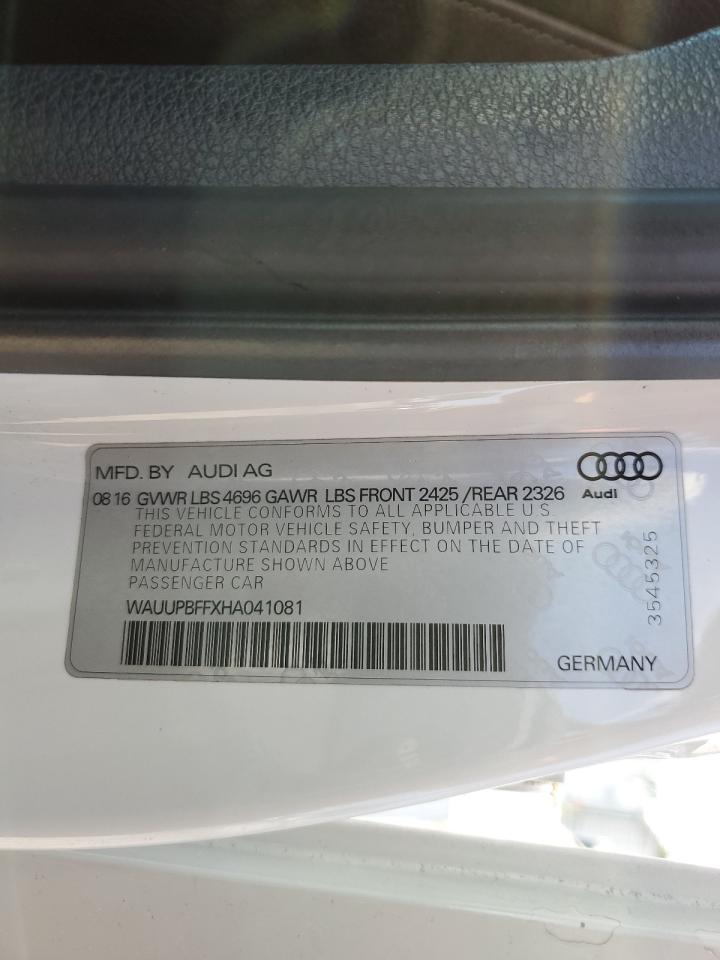 MFD. BY AUDI AG
08 16 GVWR LBS 4696 GAWR LBS FRONT 2425 /REAR 2326
Audi
THIS VEHICLE CONFORMS TO ALL APPLICABLE U S
FEDERAL MOTOR VEHICLE SAFETY, BUMPER AND THEFT
PREVENTION STANDARDS IN EFFECT ON THE DATE OF
MANUFACTURE SHOWN ABOVE
PASSENGER CAR
WAUUPBFFXHA041081
3545325
GERMANY